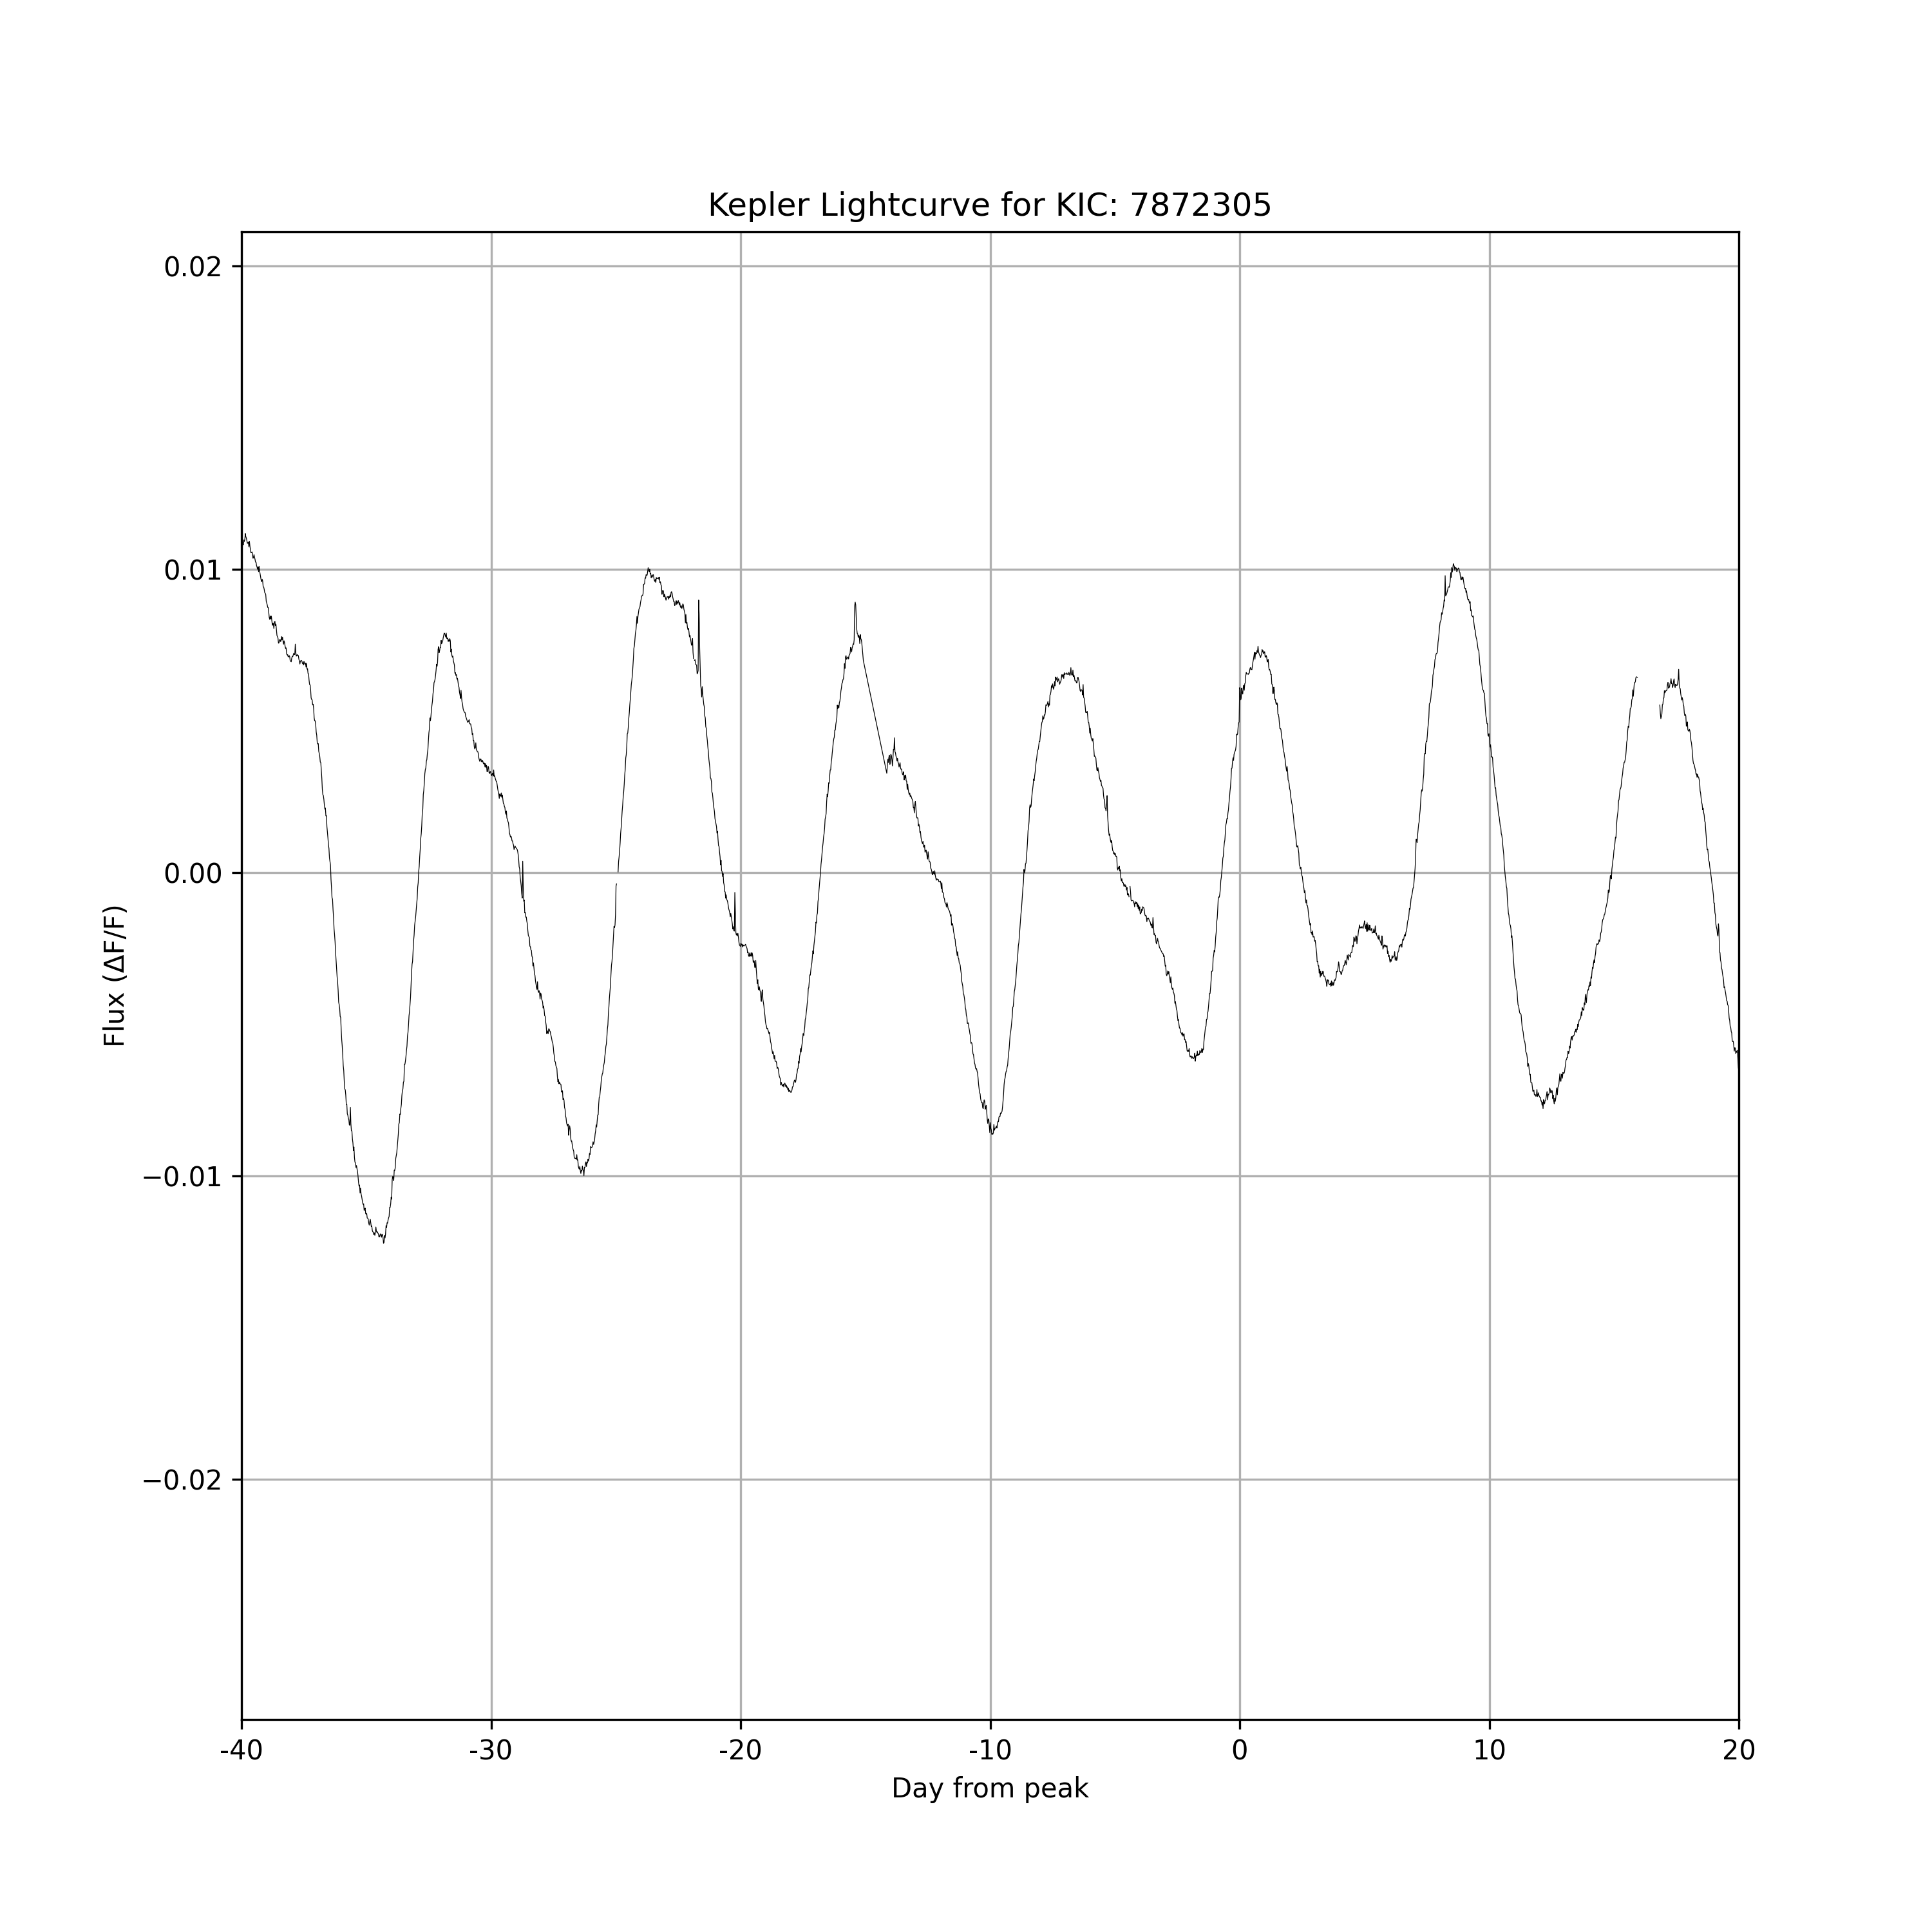 Kepler Lightcurve for KIC: 7872305
0.02
0.01
0.00
−0.01
−0.02
Flux (ΔF/F)
-40 -30 -20 -10 0 10 20
Day from peak